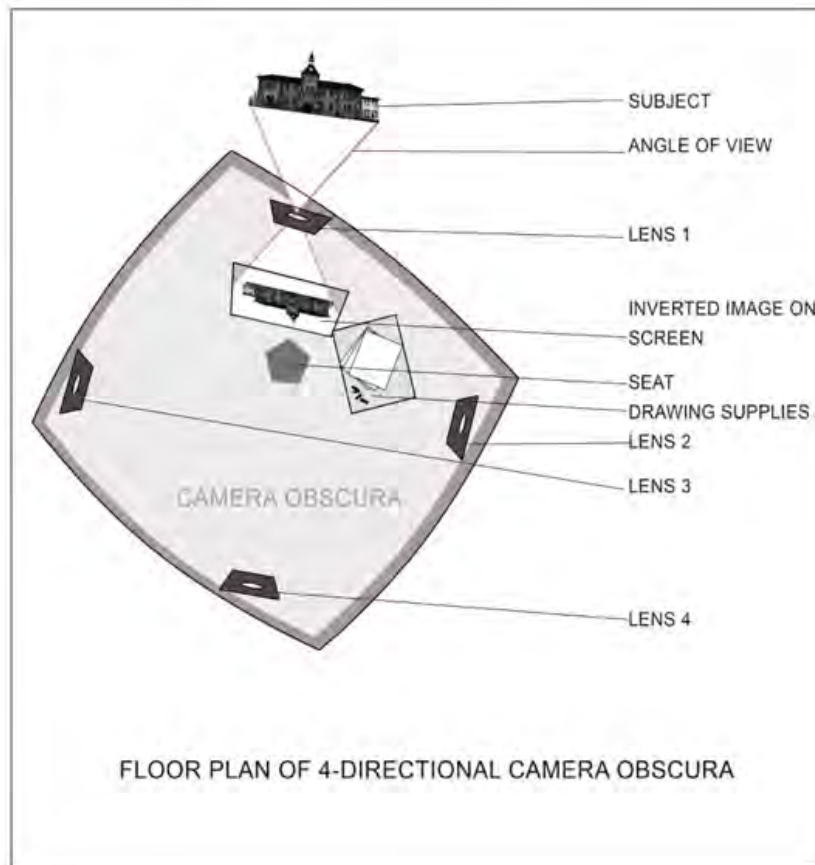 SUBJECT
ANGLE OF VIEW
LENS 1
INVERTED IMAGE ON
SCREEN
SEAT
DRAWING SUPPLIES
LENS 2
LENS 3
CAMERA OBSCURA
LENS 4
FLOOR PLAN OF 4-DIRECTIONAL CAMERA OBSCURA